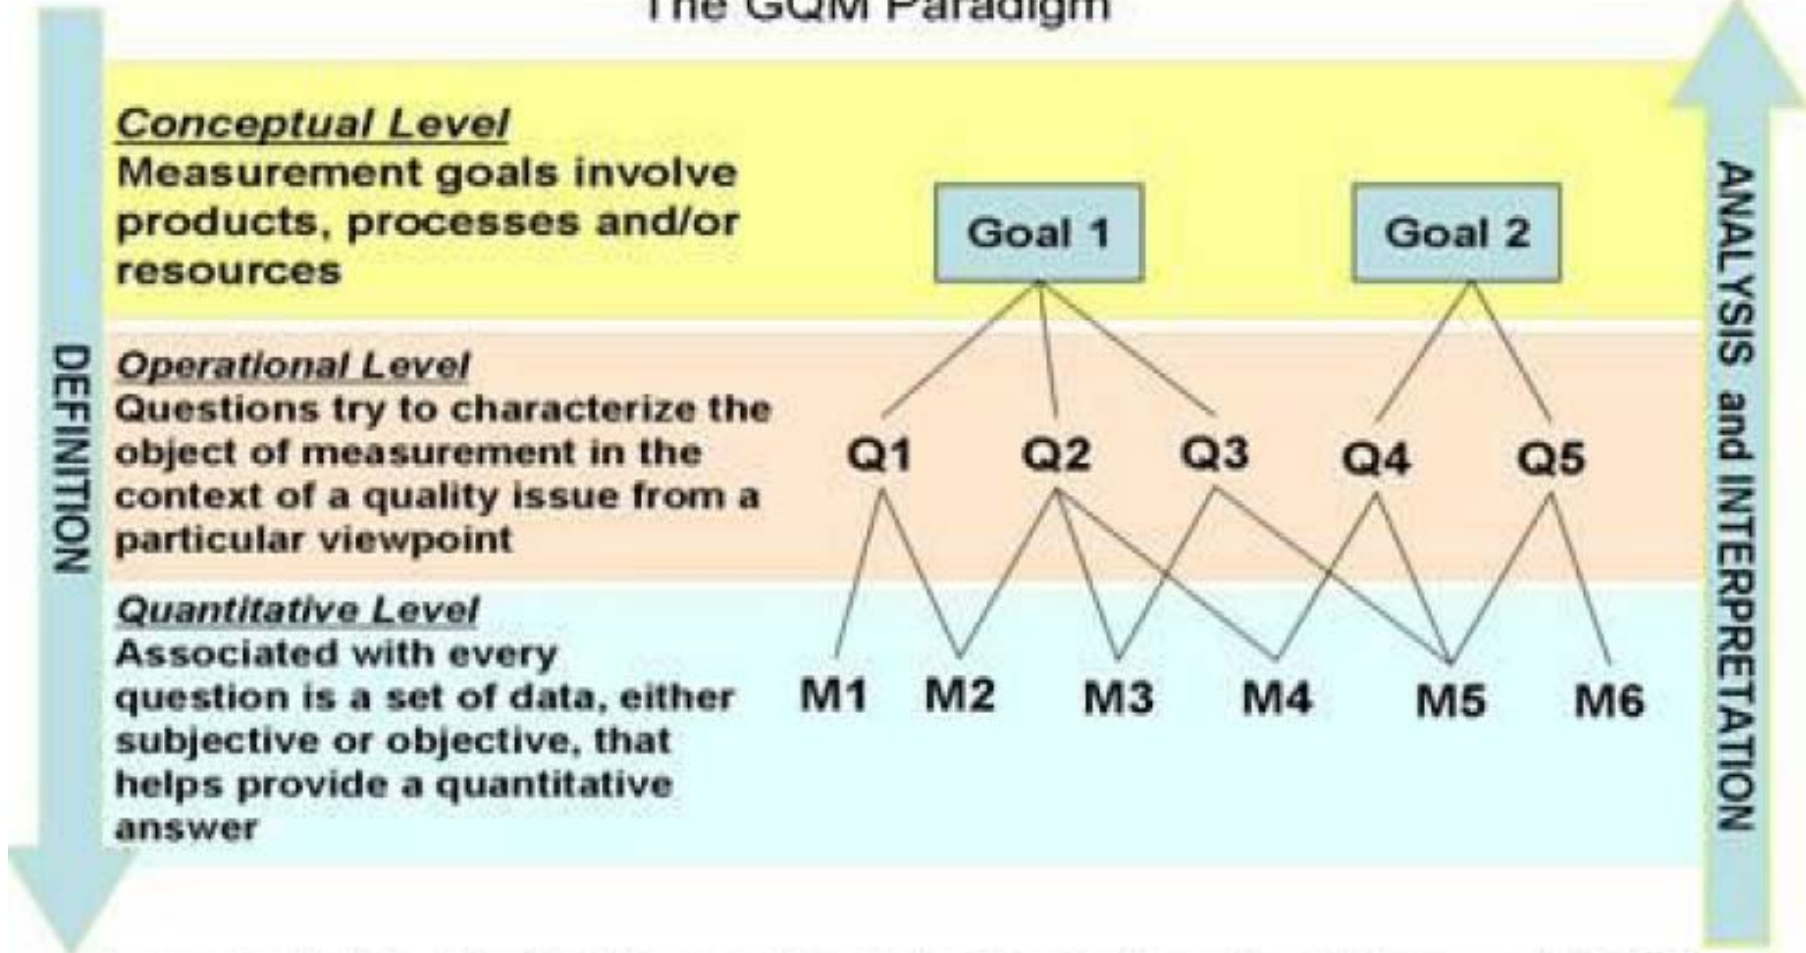 The GQM Paradigm
Conceptual Level
Measurement goals involve
products, processes and/or
resources
Goal 1
Goal 2
Operational Level
Questions try to characterize the
object of measurement in the
context of a quality issue from a
particular viewpoint
Q1 Q2 Q3 Q4 Q5
Quantitative Level
Associated with every
question is a set of data, either
subjective or objective, that
helps provide a quantitative
answer
M1 M2 M3 M4 M5 M6
DEFINITION
ANALYSIS and INTERPRETATION